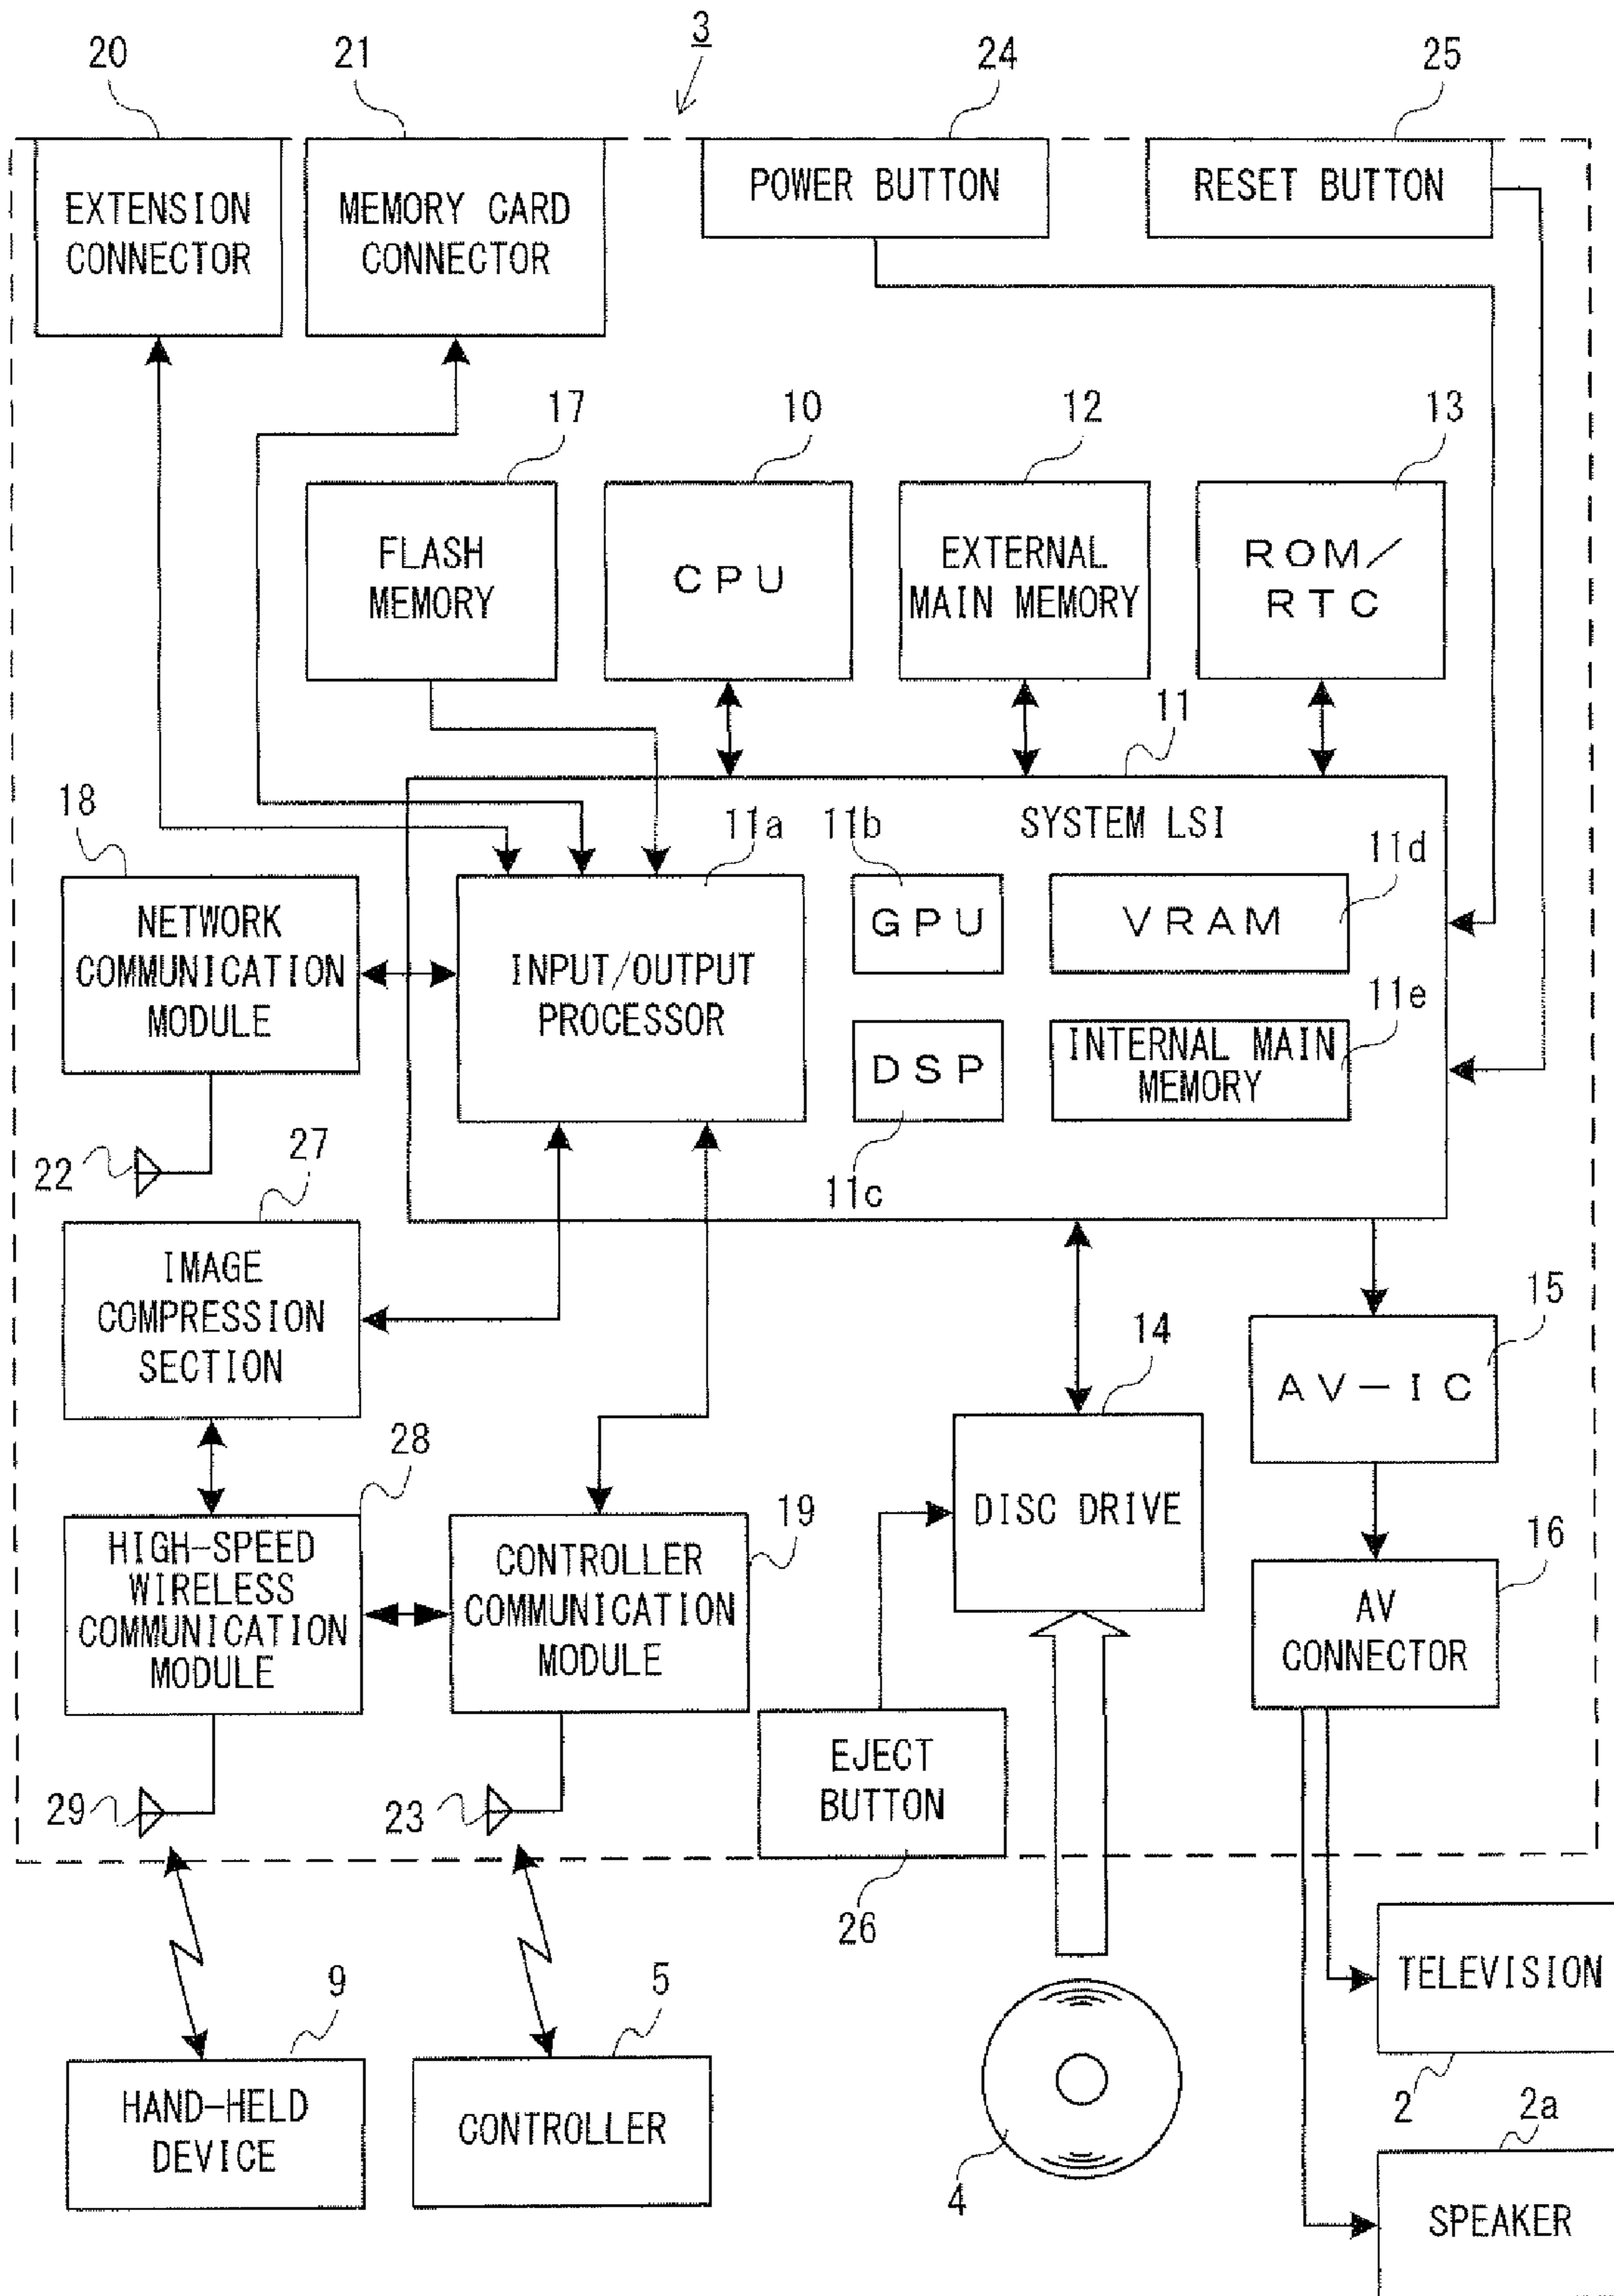 3
20
21
24
25
EXTENSION
CONNECTOR
MEMORY CARD
CONNECTOR
POWER BUTTON
RESET BUTTON
17
10
12
13
FLASH
MEMORY
CPU
EXTERNAL
MAIN MEMORY
ROM/
RTC
11
SYSTEM LSI
18
11a
11b
11d
NETWORK
COMMUNICATION
MODULE
INPUT/OUTPUT
PROCESSOR
GPU
VRAM
11e
DSP
INTERNAL MAIN
MEMORY
22
27
11c
IMAGE
COMPRESSION
SECTION
15
14
AV-IC
28
19
DISC DRIVE
16
HIGH-SPEED
WIRELESS
COMMUNICATION
MODULE
CONTROLLER
COMMUNICATION
MODULE
AV
CONNECTOR
EJECT
BUTTON
29
23
26
TELEVISION
9
5
2
HAND-HELD
DEVICE
CONTROLLER
4
2a
SPEAKER